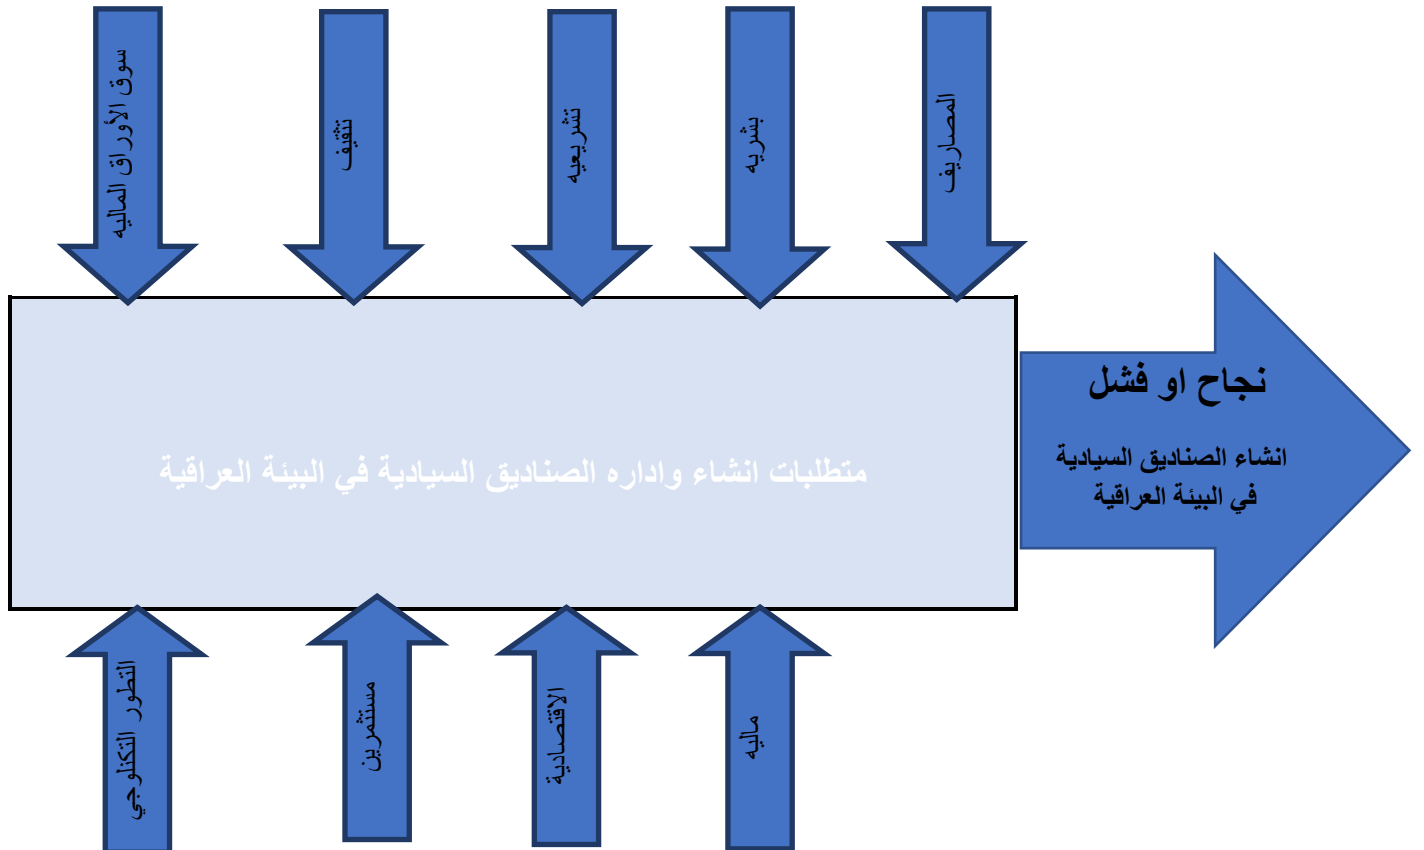 المصاريف
بشريه
تشريعيه
تثقيف
سوق الأوراق الماليه
نجاح او فشل
انشاء الصناديق السيادية
في البيئة العراقية
متطلبات انشاء واداره الصناديق السيادية في البيئة العراقية
ماليه
الاقتصادية
مستثمرين
التطور التكنلوجي